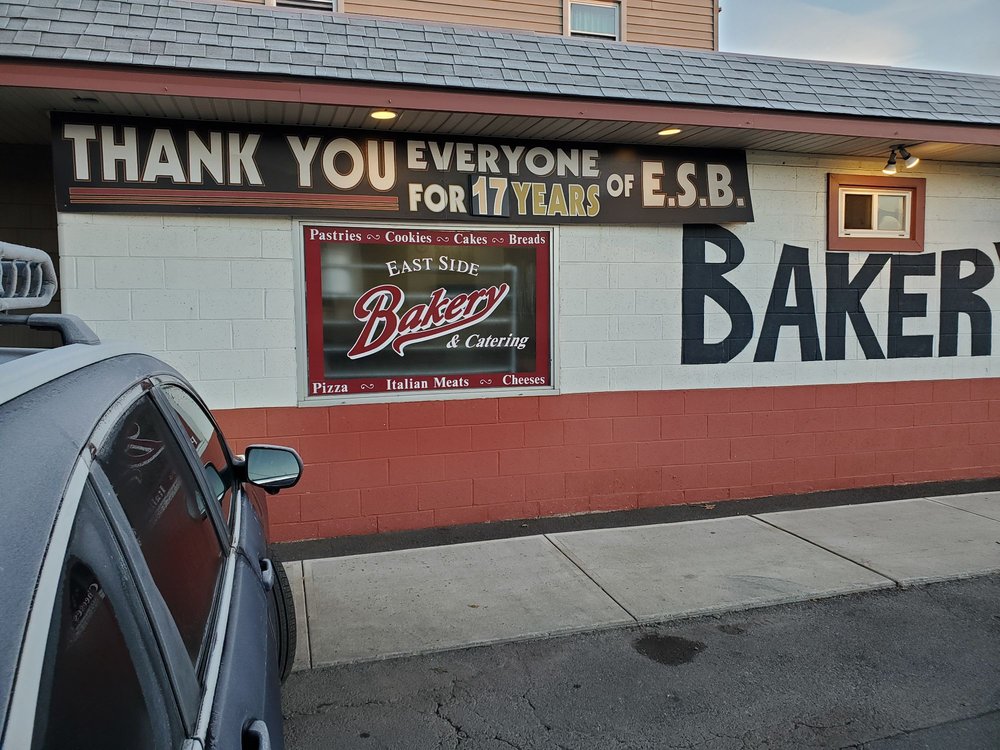 THANK YOU EVERYONE FOR 17 YEARS OF E.S.B.
Pastries ~ Cookies ~ Cakes ~ Breads
EAST SIDE
Bakery
& Catering
Pizza ~ Italian Meats ~ Cheeses
BAKERY